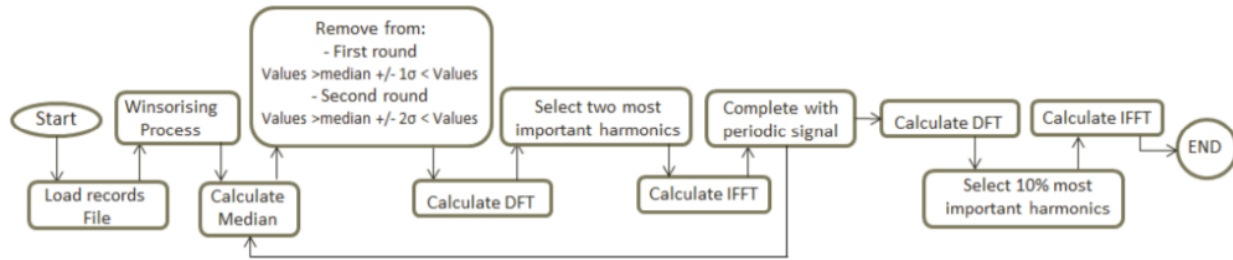 Start
Load records
File
Winsorising
Process
Calculate
Median
Remove from:
- First round
Values >median +/- 1σ < Values
- Second round
Values >median +/- 2σ < Values
Calculate DFT
Select two most
important harmonics
Calculate IFFT
Complete with
periodic signal
Calculate DFT
Select 10% most
important harmonics
Calculate IFFT
END